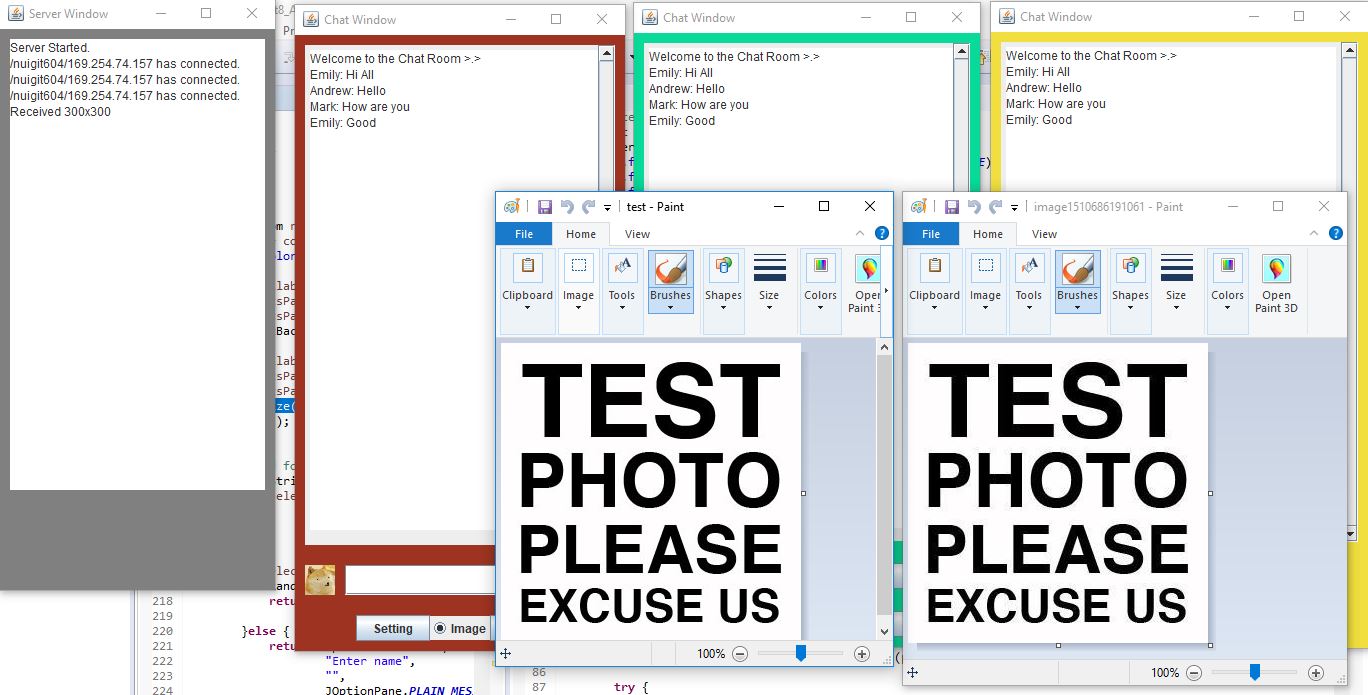 Server Window
Server Started.
/nuigit604/169.254.74.157 has connected.
/nuigit604/169.254.74.157 has connected.
/nuigit604/169.254.74.157 has connected.
Received 300x300
Chat Window
Welcome to the Chat Room >.>
Emily: Hi All
Andrew: Hello
Mark: How are you
Emily: Good
Setting
Image
Chat Window
Welcome to the Chat Room >.>
Emily: Hi All
Andrew: Hello
Mark: How are you
Emily: Good
Chat Window
Welcome to the Chat Room >.>
Emily: Hi All
Andrew: Hello
Mark: How are you
Emily: Good
test - Paint
File Home View
Clipboard Image Tools Brushes Shapes Size Colors Open
Paint
TEST
PHOTO
PLEASE
EXCUSE US
100%
image1510686191061 - Paint
File Home View
Clipboard Image Tools Brushes Shapes Size Colors Open
Paint 3D
TEST
PHOTO
PLEASE
EXCUSE US
100%
218
219
220 }else {
221
222 "Enter name",
223 "",
224 JOptionPane.PLAIN_MES
86
87 try {